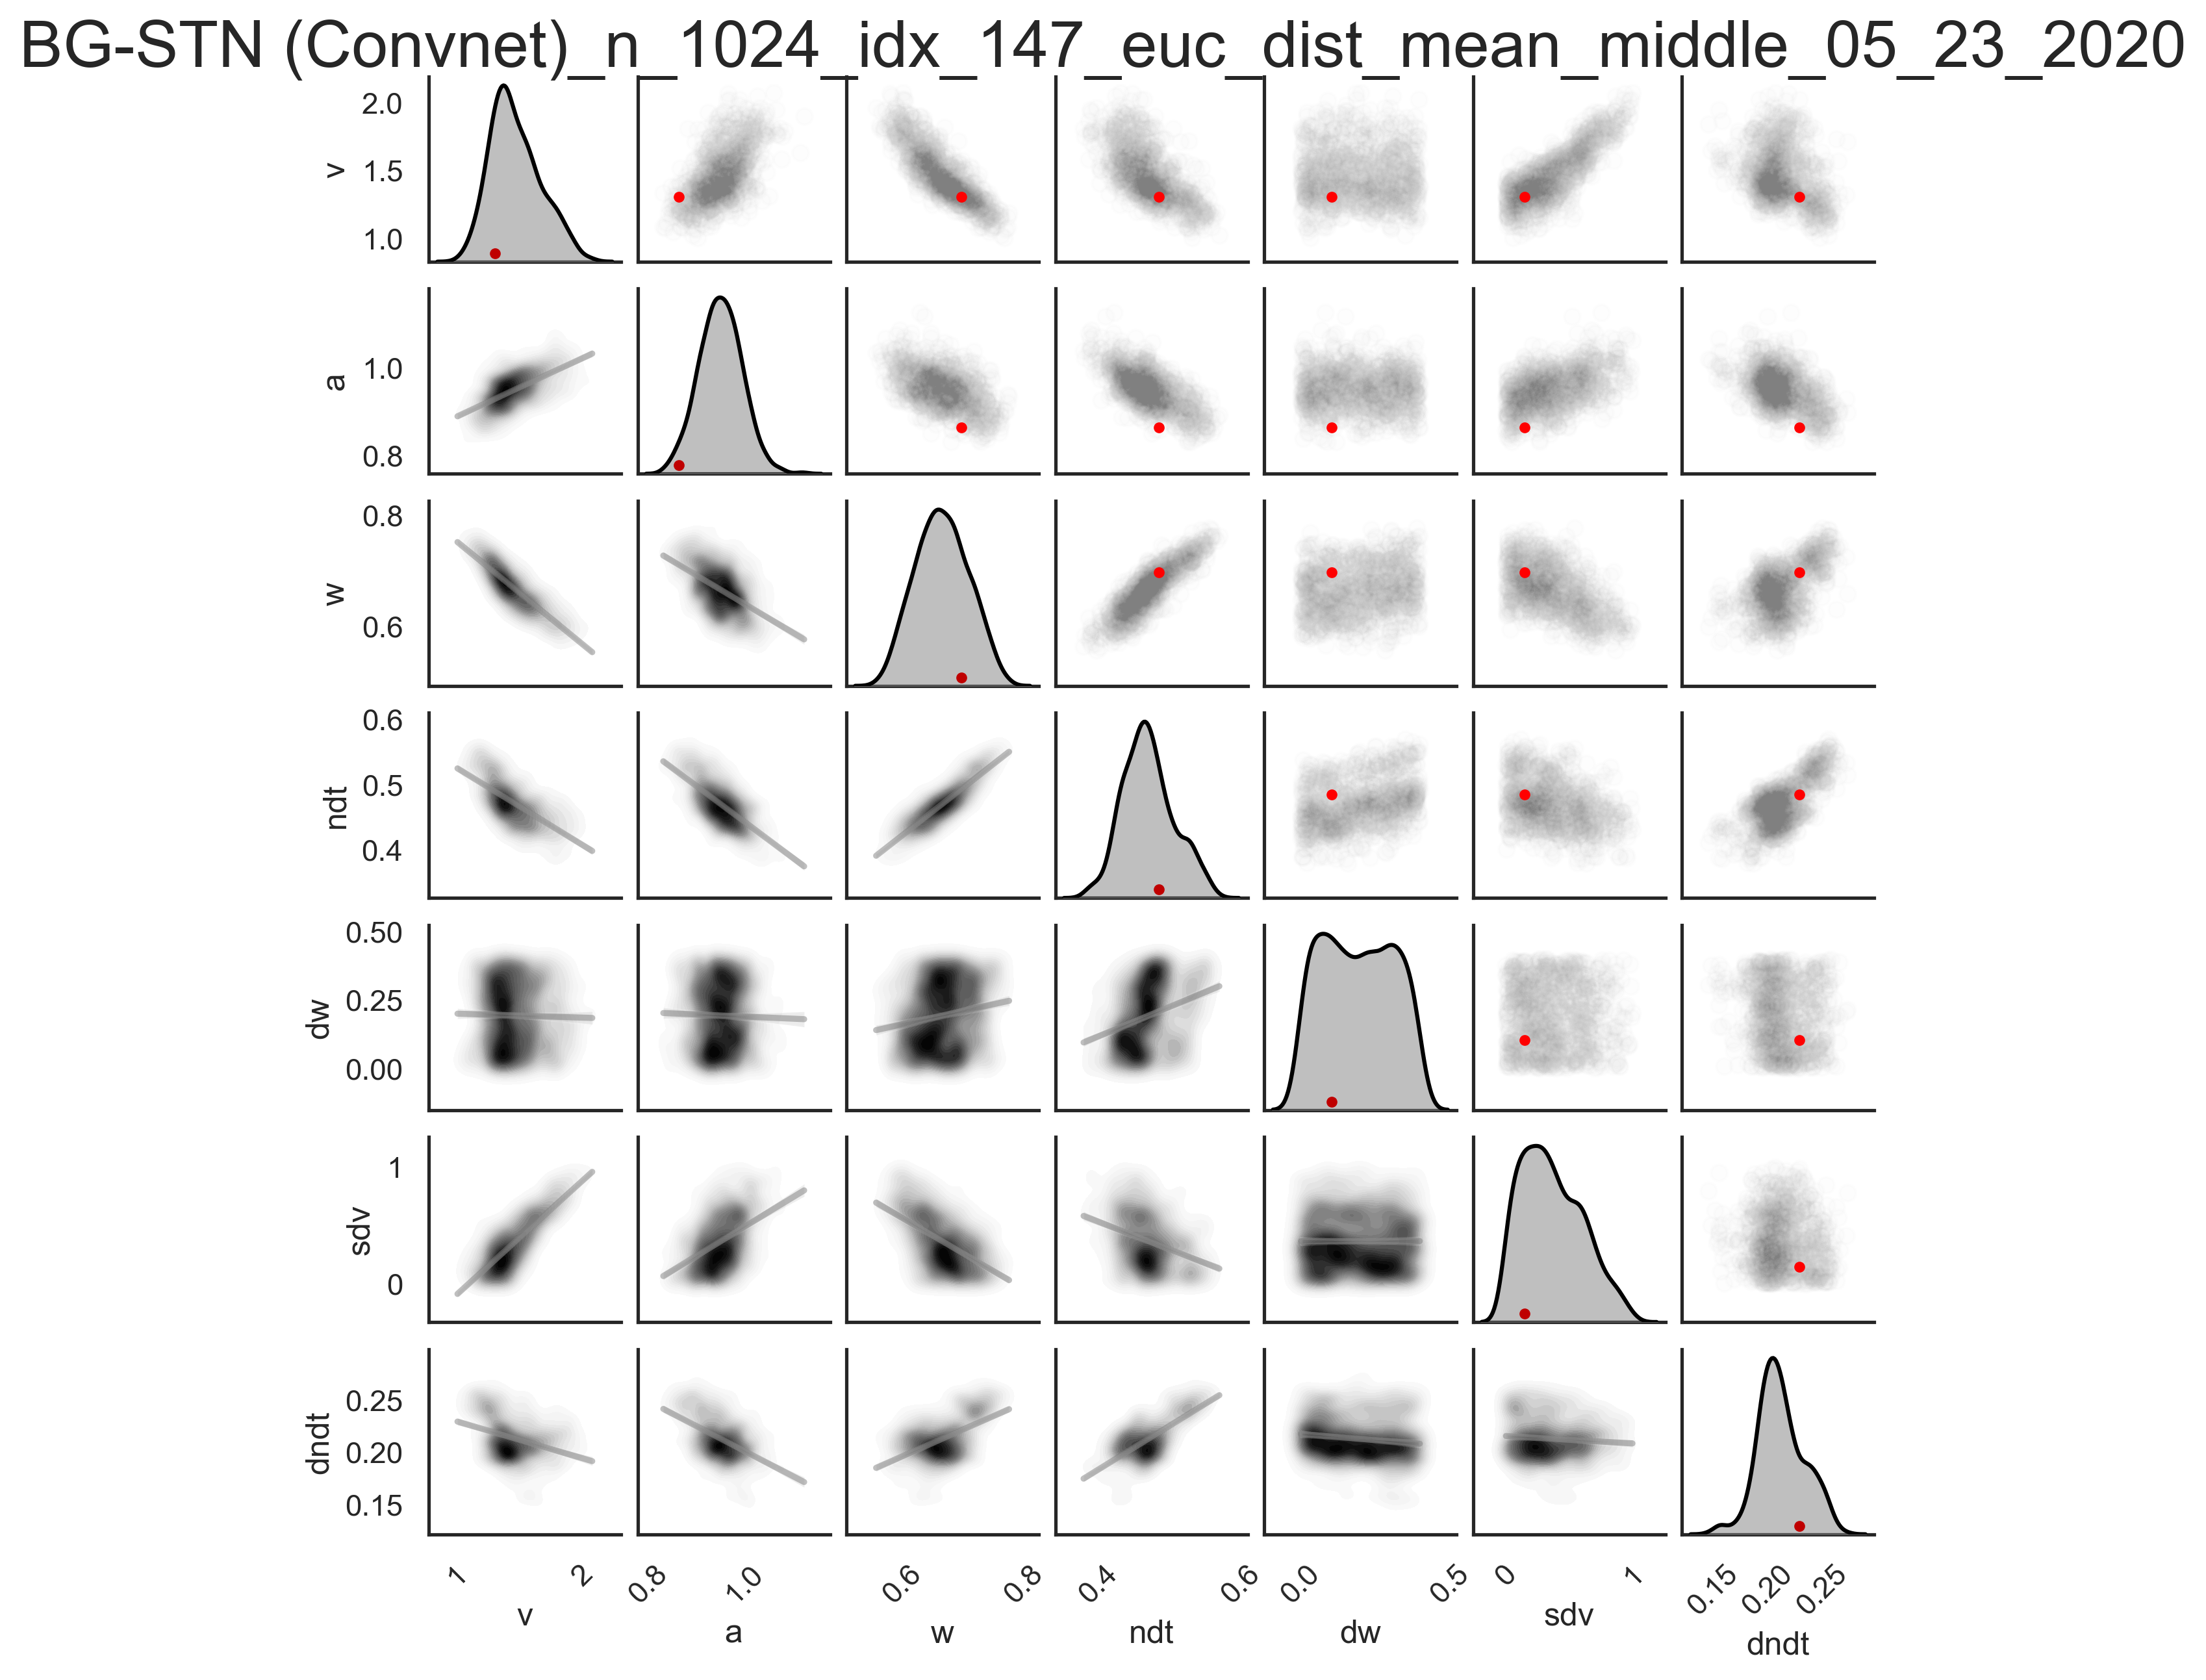 BG-STN (Convnet)_n_1024_idx_147_euc_dist_mean_middle_05_23_2020
2.0
1.5
1.0
v
1.0
0.8
a
0.8
0.6
w
0.6
0.5
0.4
ndt
0.50
0.25
0.00
dw
1
0
sdv
0.25
0.20
0.15
dndt
1 2 0.8 1.0 0.6 0.8 0.4 0.6 0.0 0.5 0 1 0.15 0.20 0.25
v a w ndt dw sdv dndt